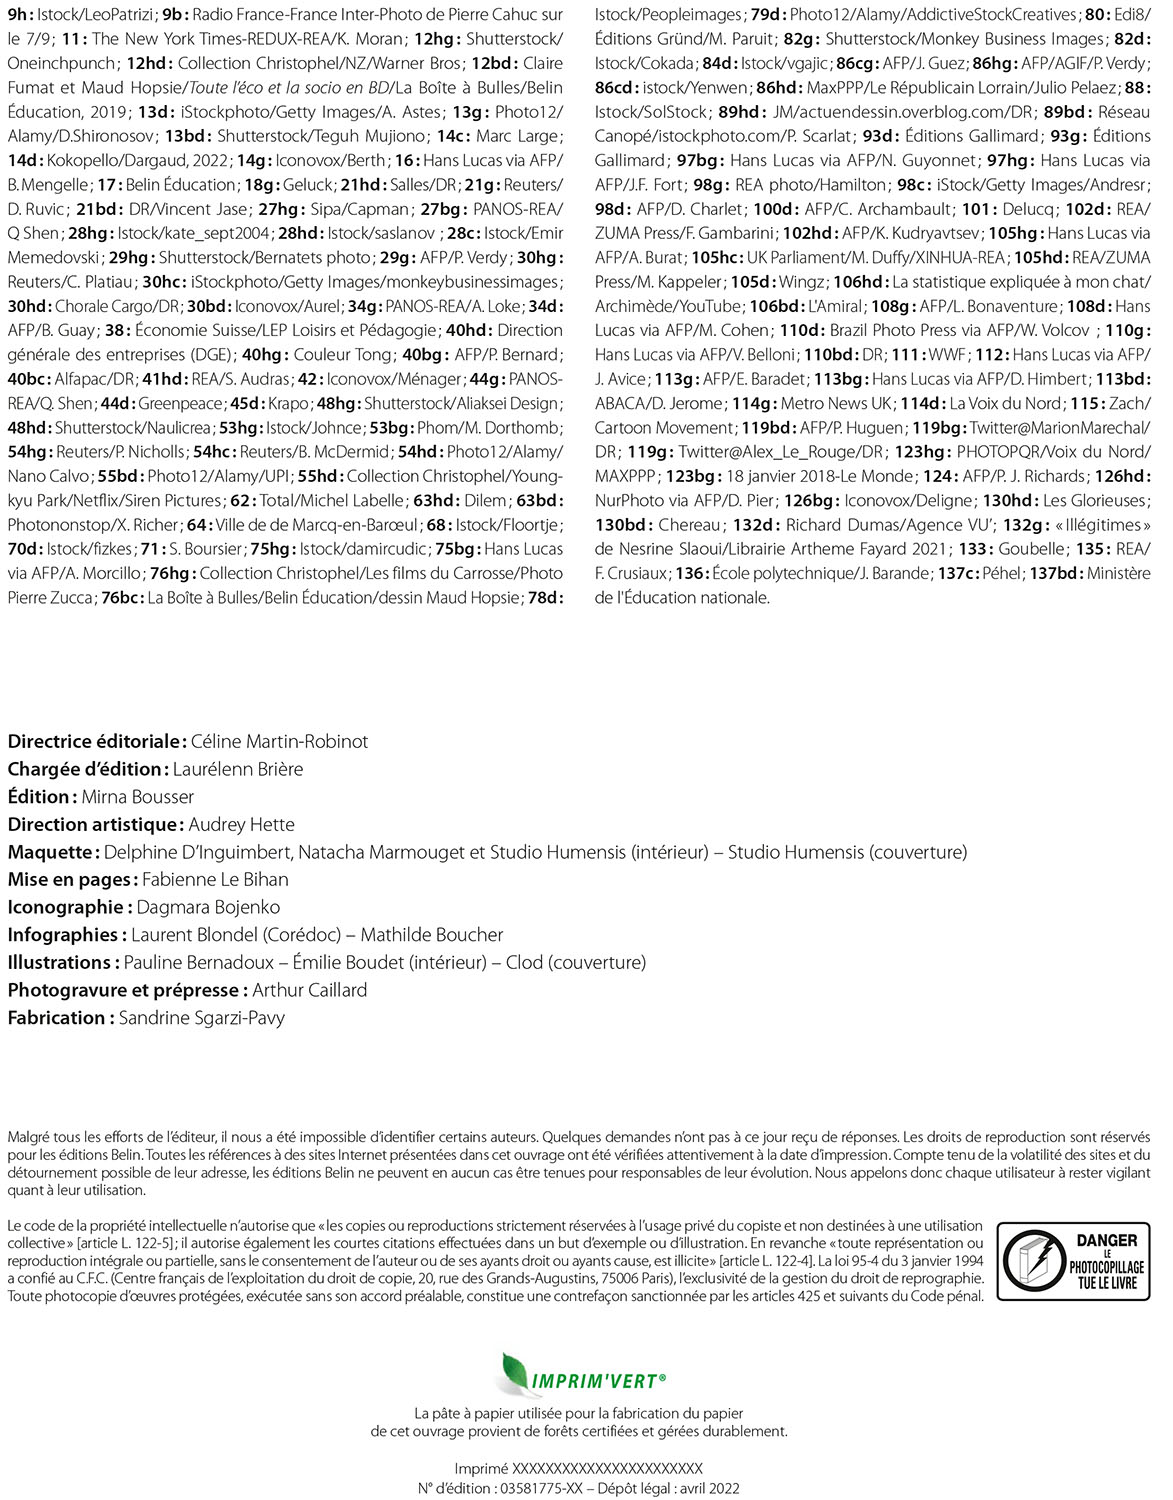 9h : Istock/LeoPatrizi ; 9b : Radio France-France Inter-Photo de Pierre Cahuc sur
le 7/9 ; 11 : The New York Times-REDUX-REA/K. Moran ; 12hg : Shutterstock/
Oneinchpunch ; 12hd : Collection Christophel/NZ/Warner Bros ; 12bd : Claire
Fumat et Maud Hopsie/Toute l’éco et la socio en BD/La Boîte à Bulles/Belin
Éducation, 2019 ; 13d : iStockphoto/Getty Images/A. Astes ; 13g : Photo12/
Alamy/D.Shironosov ; 13bd : Shutterstock/Teguh Mujiono ; 14c : Marc Large ;
14d : Kokopello/Dargaud, 2022 ; 14g : Iconovox/Berth ; 16 : Hans Lucas via AFP/
B. Mengelle ; 17 : Belin Éducation ; 18g : Geluck ; 21hd : Salles/DR ; 21g : Reuters/
D. Ruvic ; 21bd : DR/Vincent Jase ; 27hg : Sipa/Capman ; 27bg : PANOS-REA/
Q Shen ; 28hg : Istock/kate_sept2004 ; 28hd : Istock/saslanov ; 28c : Istock/Emir
Memedovski ; 29hg : Shutterstock/Bernatets photo ; 29g : AFP/P. Verdy ; 30hg :
Reuters/C. Platiau ; 30hc : iStockphoto/Getty Images/monkeybusinessimages ;
30hd : Chorale Cargo/DR ; 30bd : Iconovox/Aurel ; 34g : PANOS-REA/A. Loke ; 34d :
AFP/B. Guay ; 38 : Économie Suisse/LEP Loisirs et Pédagogie ; 40hd : Direction
générale des entreprises (DGE) ; 40hg : Couleur Tong ; 40bg : AFP/P. Bernard ;
40bc : Alfapac/DR ; 41hd : REA/S. Audras ; 42 : Iconovox/Ménager ; 44g : PANOS-
REA/Q. Shen ; 44d : Greenpeace ; 45d : Krapo ; 48hg : Shutterstock/Aliaksei Design ;
48hd : Shutterstock/Naulicrea ; 53hg : Istock/Johnce ; 53bg : Phom/M. Dorthomb ;
54hg : Reuters/P. Nicholls ; 54hc : Reuters/B. McDermid ; 54hd : Photo12/Alamy/
Nano Calvo ; 55bd : Photo12/Alamy/UPI ; 55hd : Collection Christophel/Young-
kyu Park/Netflix/Siren Pictures ; 62 : Total/Michel Labelle ; 63hd : Dilem ; 63bd :
Photononstop/X. Richer ; 64 : Ville de de Marcq-en-Barœul ; 68 : Istock/Floortje ;
70d : Istock/fizkes ; 71 : S. Boursier ; 75hg : Istock/damircudic ; 75bg : Hans Lucas
via AFP/A. Morcillo ; 76hg : Collection Christophel/Les films du Carrosse/Photo
Pierre Zucca ; 76bc : La Boîte à Bulles/Belin Éducation/dessin Maud Hopsie ; 78d :
Istock/Peopleimages ; 79d : Photo12/Alamy/AddictiveStockCreatives ; 80 : Edi8/
Éditions Gründ/M. Paruit ; 82g : Shutterstock/Monkey Business Images ; 82d :
Istock/Cokada ; 84d : Istock/vgajic ; 86cg : AFP/J. Guez ; 86hg : AFP/AGIF/P. Verdy ;
86cd : istock/Yenwen ; 86hd : MaxPPP/Le Républicain Lorrain/Julio Pelaez ; 88 :
Istock/SolStock ; 89hd : JM/actuendessin.overblog.com/DR ; 89bd : Réseau
Canopé/istockphoto.com/P. Scarlat ; 93d : Éditions Gallimard ; 93g : Éditions
Gallimard ; 97bg : Hans Lucas via AFP/N. Guyonnet ; 97hg : Hans Lucas via
AFP/J.F. Fort ; 98g : REA photo/Hamilton ; 98c : iStock/Getty Images/Andresr ;
98d : AFP/D. Charlet ; 100d : AFP/C. Archambault ; 101 : Delucq ; 102d : REA/
ZUMA Press/F. Gambarini ; 102hd : AFP/K. Kudryavtsev ; 105hg : Hans Lucas via
AFP/A. Burat ; 105hc : UK Parliament/M. Duffy/XINHUA-REA ; 105hd : REA/ZUMA
Press/M. Kappeler ; 105d : Wingz ; 106hd : La statistique expliquée à mon chat/
Archimède/YouTube ; 106bd : L'Amiral ; 108g : AFP/L. Bonaventure ; 108d : Hans
Lucas via AFP/M. Cohen ; 110d : Brazil Photo Press via AFP/W. Volcov ; 110g :
Hans Lucas via AFP/V. Belloni ; 110bd : DR ; 111 : WWF ; 112 : Hans Lucas via AFP/
J. Avice ; 113g : AFP/E. Baradet ; 113bg : Hans Lucas via AFP/D. Himbert ; 113bd :
ABACA/D. Jerome ; 114g : Metro News UK ; 114d : La Voix du Nord ; 115 : Zach/
Cartoon Movement ; 119bd : AFP/P. Huguen ; 119bg : Twitter@MarionMarechal/
DR ; 119g : Twitter@Alex_Le_Rouge/DR ; 123hg : PHOTOPQR/Voix du Nord/
MAXPPP ; 123bg : 18 janvier 2018-Le Monde ; 124 : AFP/P. J. Richards ; 126hd :
NurPhoto via AFP/D. Pier ; 126bg : Iconovox/Deligne ; 130hd : Les Glorieuses ;
130bd : Chereau ; 132d : Richard Dumas/Agence VU’ ; 132g : « Illégitimes »
de Nesrine Slaoui/Librairie Artheme Fayard 2021 ; 133 : Goubelle ; 135 : REA/
F. Crusiaux ; 136 : École polytechnique/J. Barande ; 137c : Péhel ; 137bd : Ministère
de l'Éducation nationale.
Directrice éditoriale : Céline Martin-Robinot
Chargée d’édition : Laurélenn Brière
Édition : Mirna Bousser
Direction artistique : Audrey Hette
Maquette : Delphine D’Inguimbert, Natacha Marmouget et Studio Humensis (intérieur) – Studio Humensis (couverture)
Mise en pages : Fabienne Le Bihan
Iconographie : Dagmara Bojenko
Infographies : Laurent Blondel (Corédoc) – Mathilde Boucher
Illustrations : Pauline Bernadoux – Émilie Boudet (intérieur) – Clod (couverture)
Photogravure et prépresse : Arthur Caillard
Fabrication : Sandrine Sgarzi-Pavy
Malgré tous les efforts de l’éditeur, il nous a été impossible d’identifier certains auteurs. Quelques demandes n’ont pas à ce jour reçu de réponses. Les droits de reproduction sont réservés
pour les éditions Belin. Toutes les références à des sites Internet présentées dans cet ouvrage ont été vérifiées attentivement à la date d’impression. Compte tenu de la volatilité des sites et du
détournement possible de leur adresse, les éditions Belin ne peuvent en aucun cas être tenues pour responsables de leur évolution. Nous appelons donc chaque utilisateur à rester vigilant
quant à leur utilisation.
Le code de la propriété intellectuelle n’autorise que « les copies ou reproductions strictement réservées à l’usage privé du copiste et non destinées à une utilisation
collective » [article L. 122-5] ; il autorise également les courtes citations effectuées dans un but d’exemple ou d’illustration. En revanche « toute représentation ou
reproduction intégrale ou partielle, sans le consentement de l’auteur ou de ses ayants droit ou ayants cause, est illicite » [article L. 122-4]. La loi 95-4 du 3 janvier 1994
a confié au C.F.C. (Centre français de l’exploitation du droit de copie, 20, rue des Grands-Augustins, 75006 Paris), l’exclusivité de la gestion du droit de reprographie.
Toute photocopie d’œuvres protégées, exécutée sans son accord préalable, constitue une contrefaçon sanctionnée par les articles 425 et suivants du Code pénal.
DANGER
LE
PHOTOCOPILLAGE
TUE LE LIVRE
IMPRIM'VERT®
La pâte à papier utilisée pour la fabrication du papier
de cet ouvrage provient de forêts certifiées et gérées durablement.
Imprimé XXXXXXXXXXXXXXXXXXXXXXX
N° d’édition : 03581775-XX – Dépôt légal : avril 2022